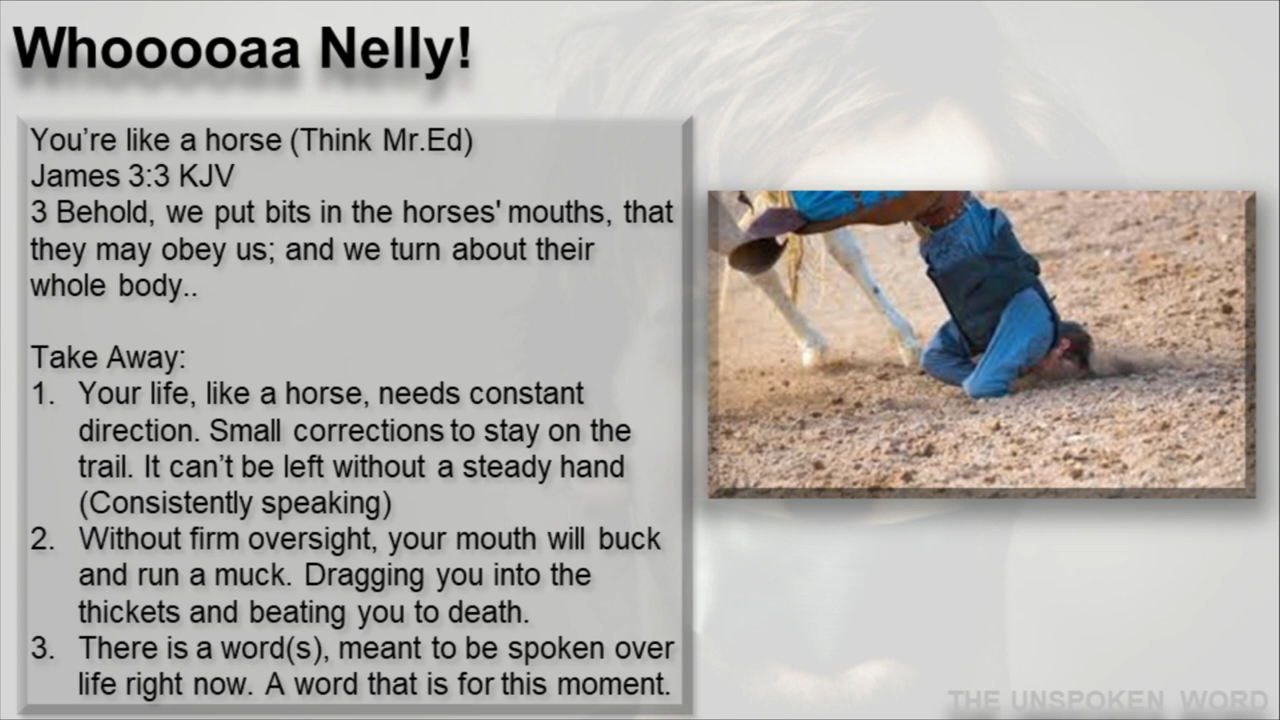 Whooooaa Nelly!
You’re like a horse (Think Mr.Ed)
James 3:3 KJV
3 Behold, we put bits in the horses' mouths, that
they may obey us; and we turn about their
whole body..
Take Away:
1. Your life, like a horse, needs constant
direction. Small corrections to stay on the
trail. It can’t be left without a steady hand
(Consistently speaking)
2. Without firm oversight, your mouth will buck
and run a muck. Dragging you into the
thickets and beating you to death.
3. There is a word(s), meant to be spoken over
life right now. A word that is for this moment.
THE UNSPOKEN WORD